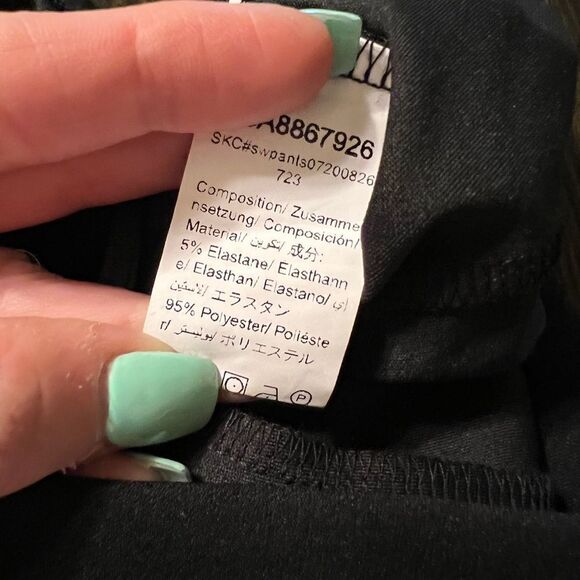 A8867926
SKC#swpants07200826
723
Composition/ Zusamme
nsetzung/ Composición/
Material/ تكوين/ 成分:
5% Elastane/ Elasthann
e/ Elasthan/ Elastano/ إي
لاستين/ エラスタン
95% Polyester/ Poliéste
r/ بوليستر/ ポリエステル
P